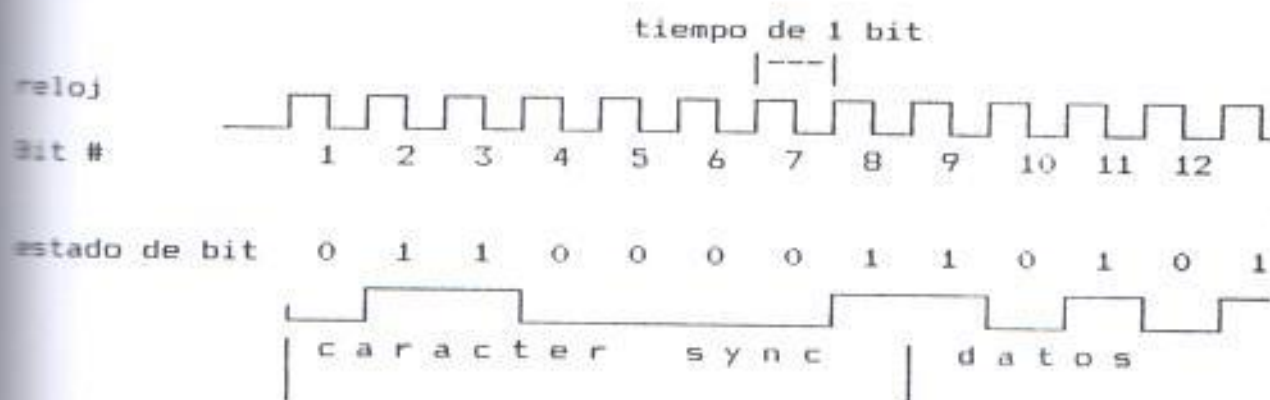 tiempo de 1 bit
reloj
Bit # 1 2 3 4 5 6 7 8 9 10 11 12
estado de bit 0 1 1 0 0 0 0 1 1 0 1 0 1
caracter sync datos